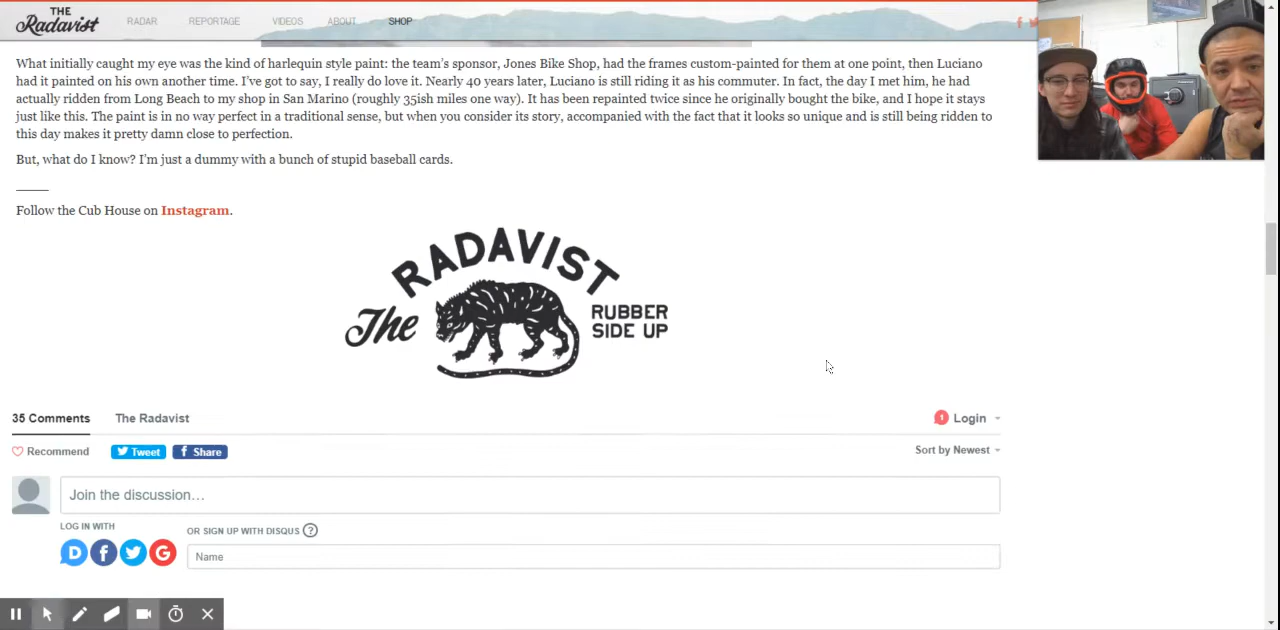 THE
Radavist
RADAR REPORTAGE VIDEOS ABOUT SHOP
What initially caught my eye was the kind of harlequin style paint: the team's sponsor, Jones Bike Shop, had the frames custom-painted for them at one point, then Luciano
had it painted on his own another time. I've got to say, I really do love it. Nearly 40 years later, Luciano is still riding it as his commuter. In fact, the day I met him, he had
actually ridden from Long Beach to my shop in San Marino (roughly 35ish miles one way). It has been repainted twice since he originally bought the bike, and I hope it stays
just like this. The paint is in no way perfect in a traditional sense, but when you consider its story, accompanied with the fact that it looks so unique and is still being ridden to
this day makes it pretty damn close to perfection.
But, what do I know? I'm just a dummy with a bunch of stupid baseball cards.
Follow the Cub House on Instagram.
The RADAVIST
RUBBER
SIDE UP
35 Comments The Radavist 1 Login
Recommend Tweet f Share Sort by Newest
Join the discussion…
LOG IN WITH
OR SIGN UP WITH DISQUS ?
D f G
Name